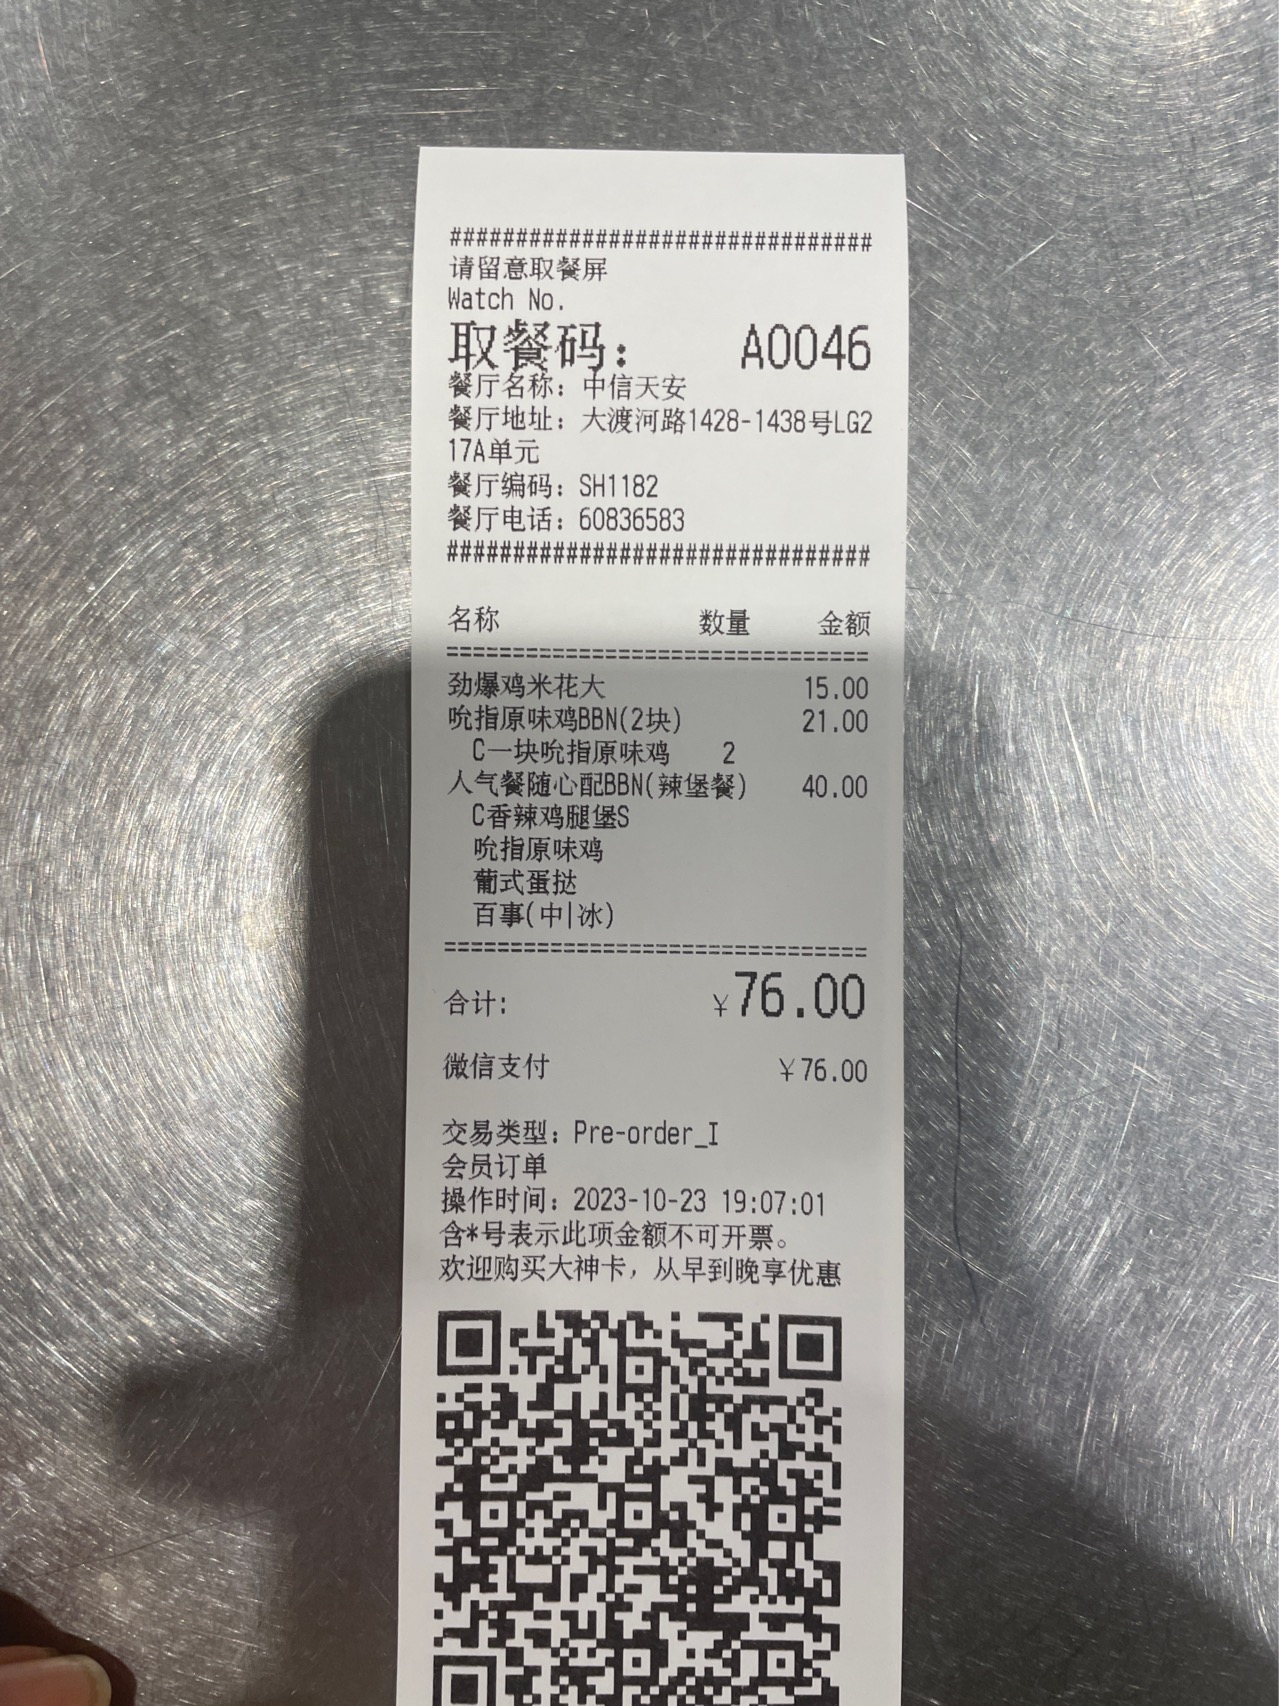 ################################
请留意取餐屏
Watch No.
取餐码： A0046
餐厅名称：中信天安
餐厅地址：大渡河路1428-1438号LG2
17A单元
餐厅编码：SH1182
餐厅电话：60836583
################################
名称 数量 金额
================================
劲爆鸡米花大 15.00
吮指原味鸡BBN(2块) 21.00
C一块吮指原味鸡 2
人气餐随心配BBN(辣堡餐) 40.00
C香辣鸡腿堡S
吮指原味鸡
葡式蛋挞
百事(中|冰)
================================
合计: ￥76.00
微信支付 ￥76.00
交易类型：Pre-order_I
会员订单
操作时间：2023-10-23 19:07:01
含*号表示此项金额不可开票。
欢迎购买大神卡，从早到晚享优惠